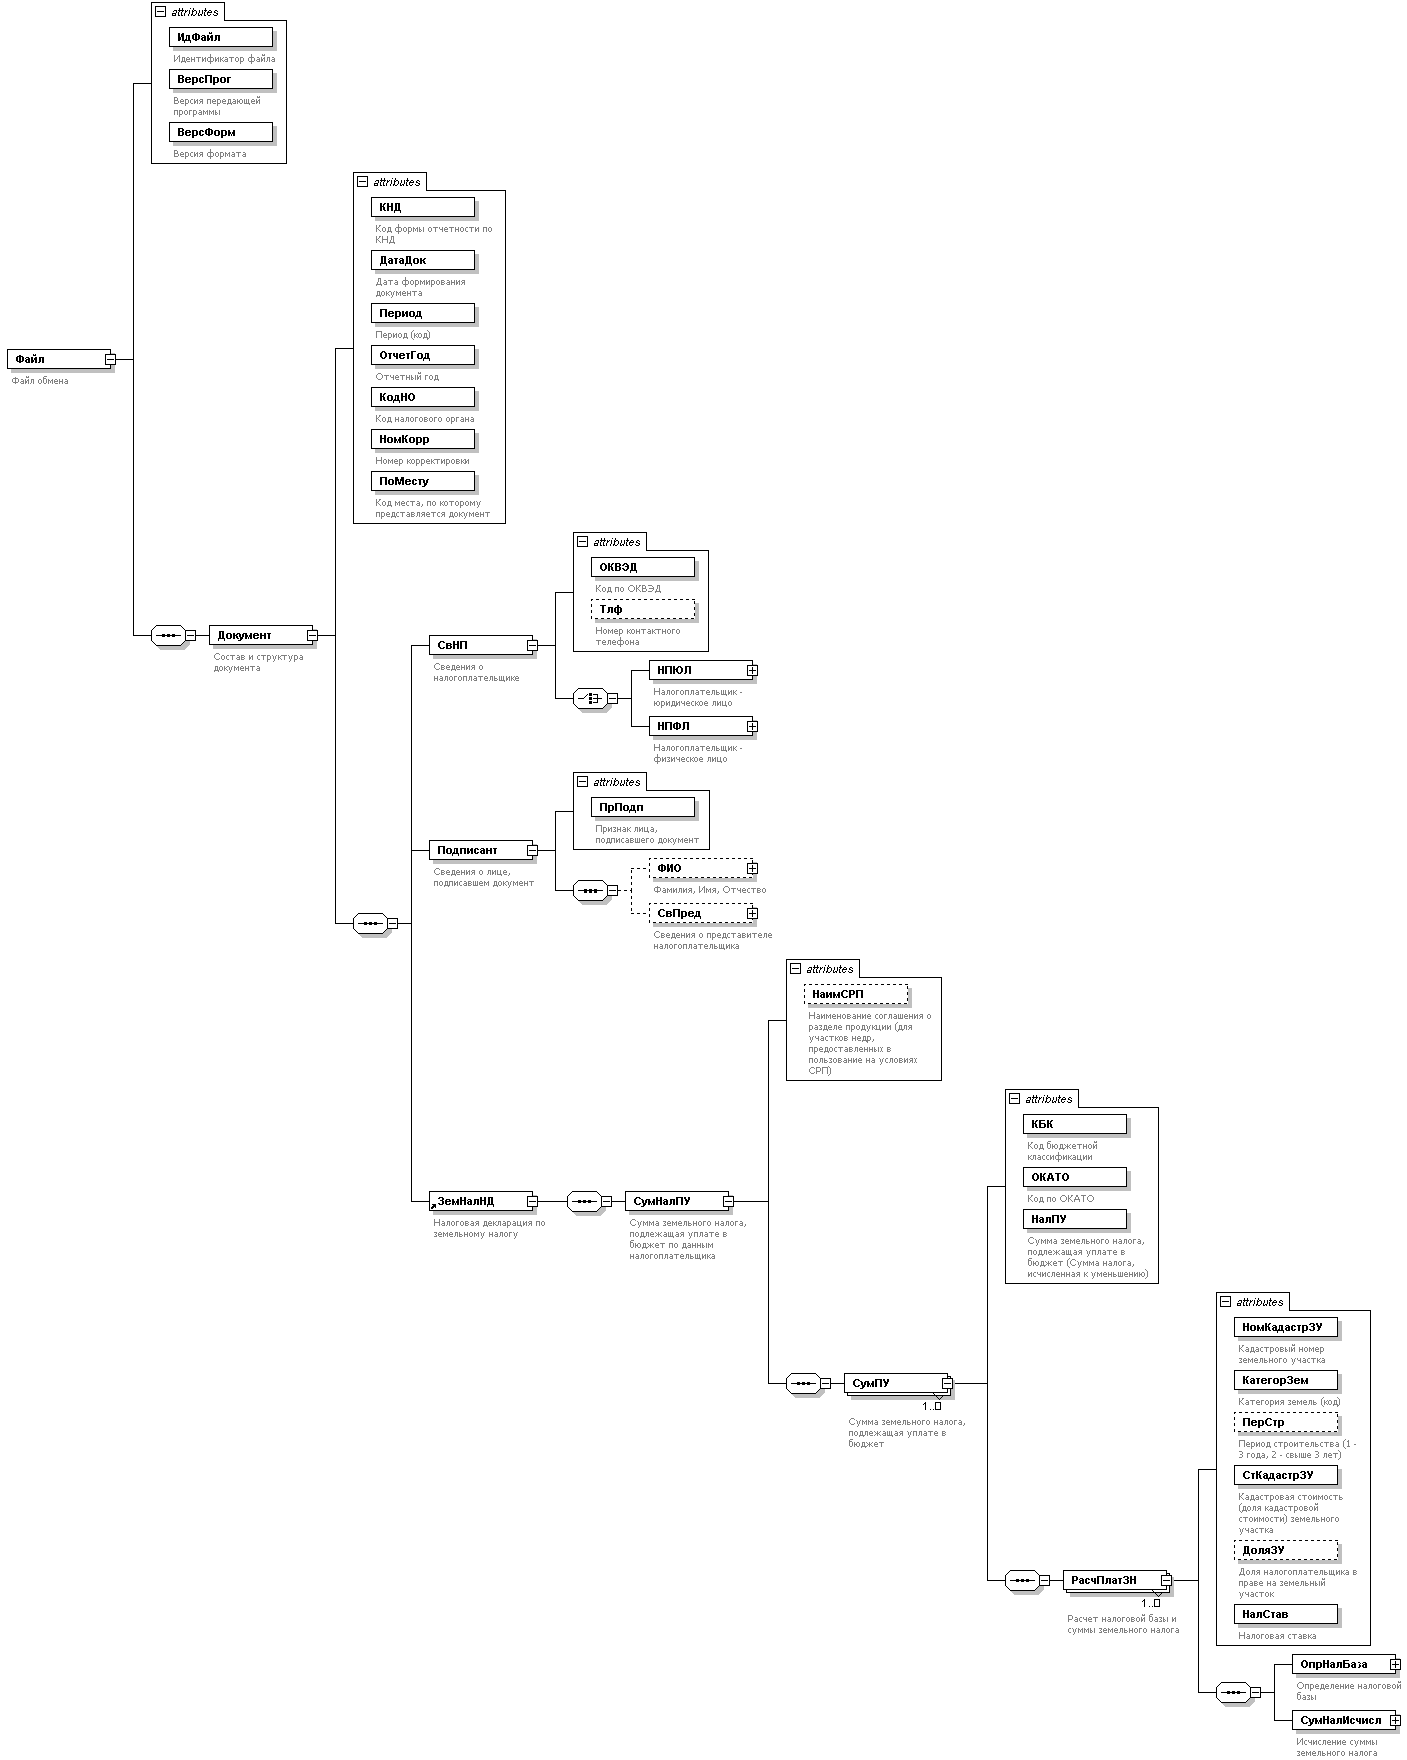 attributes
ИдФайл
Идентификатор файла
ВерсПрог
Версия передающей
программы
ВерсФорм
Версия формата
attributes
КНД
Код формы отчетности по
КНД
ДатаДок
Дата формирования
документа
Период
Период (код)
ОтчетГод
Отчетный год
КодНО
Код налогового органа
НомКорр
Номер корректировки
ПоМесту
Код места, по которому
представляется документ
Файл
Файл обмена
Документ
Состав и структура
документа
attributes
ОКВЭД
Код по ОКВЭД
Тлф
Номер контактного
телефона
СвНП
Сведения о
налогоплательщике
НПЮЛ
Налогоплательщик -
юридическое лицо
НПФЛ
Налогоплательщик -
физическое лицо
attributes
ПрПодп
Признак лица,
подписавшего документ
Подписант
Сведения о лице,
подписавшем документ
ФИО
Фамилия, Имя, Отчество
СвПред
Сведения о представителе
налогоплательщика
attributes
НаимСРП
Наименование соглашения о
разделе продукции (для
участков недр,
предоставленных в
пользование на условиях
СРП)
ЗемНалНД
Налоговая декларация по
земельному налогу
СумНалПУ
Сумма земельного налога,
подлежащая уплате в
бюджет по данным
налогоплательщика
attributes
КБК
Код бюджетной
классификации
ОКАТО
Код по ОКАТО
НалПУ
Сумма земельного налога,
подлежащая уплате в
бюджет (Сумма налога,
исчисленная к уменьшению)
СумПУ
1..
Сумма земельного налога,
подлежащая уплате в
бюджет
attributes
НомКадастрЗУ
Кадастровый номер
земельного участка
КатегорЗем
Категория земель (код)
ПерСтр
Период строительства (1 -
3 года, 2 - свыше 3 лет)
СтКадастрЗУ
Кадастровая стоимость
(доля кадастровой
стоимости) земельного
участка
ДоляЗУ
Доля налогоплательщика в
праве на земельный
участок
НалСтав
Налоговая ставка
РасчПлатЗН
1..
Расчет налоговой базы и
суммы земельного налога
ОпрНалБаза
Определение налоговой
базы
СумНалИсчисл
Исчисление суммы
земельного налога